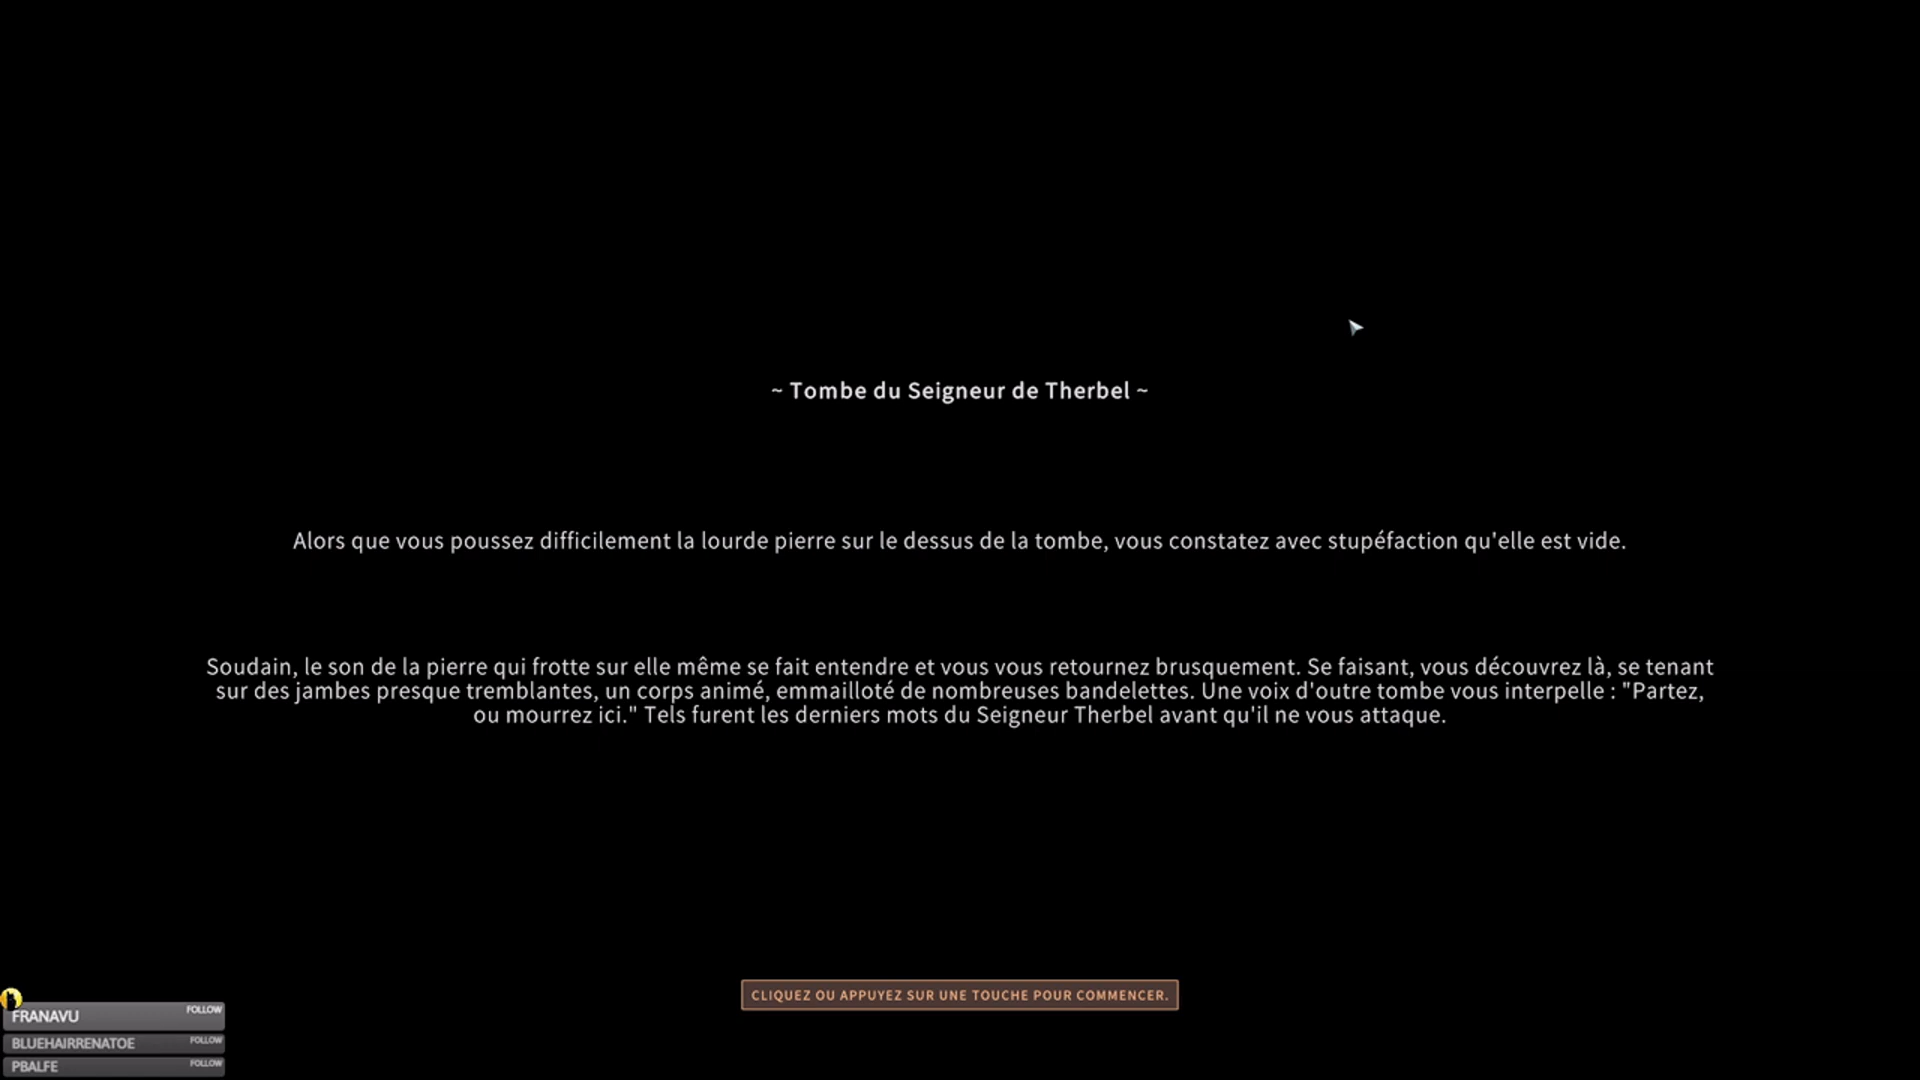 ~ Tombe du Seigneur de Therbel ~
Alors que vous poussez difficilement la lourde pierre sur le dessus de la tombe, vous constatez avec stupéfaction qu'elle est vide.
Soudain, le son de la pierre qui frotte sur elle même se fait entendre et vous vous retournez brusquement. Se faisant, vous découvrez là, se tenant
sur des jambes presque tremblantes, un corps animé, emmailloté de nombreuses bandelettes. Une voix d'outre tombe vous interpelle : "Partez,
ou mourrez ici." Tels furent les derniers mots du Seigneur Therbel avant qu'il ne vous attaque.
CLIQUEZ OU APPUYEZ SUR UNE TOUCHE POUR COMMENCER.
FRANAVU FOLLOW
BLUEHAIRRENATOE FOLLOW
PBALFE FOLLOW